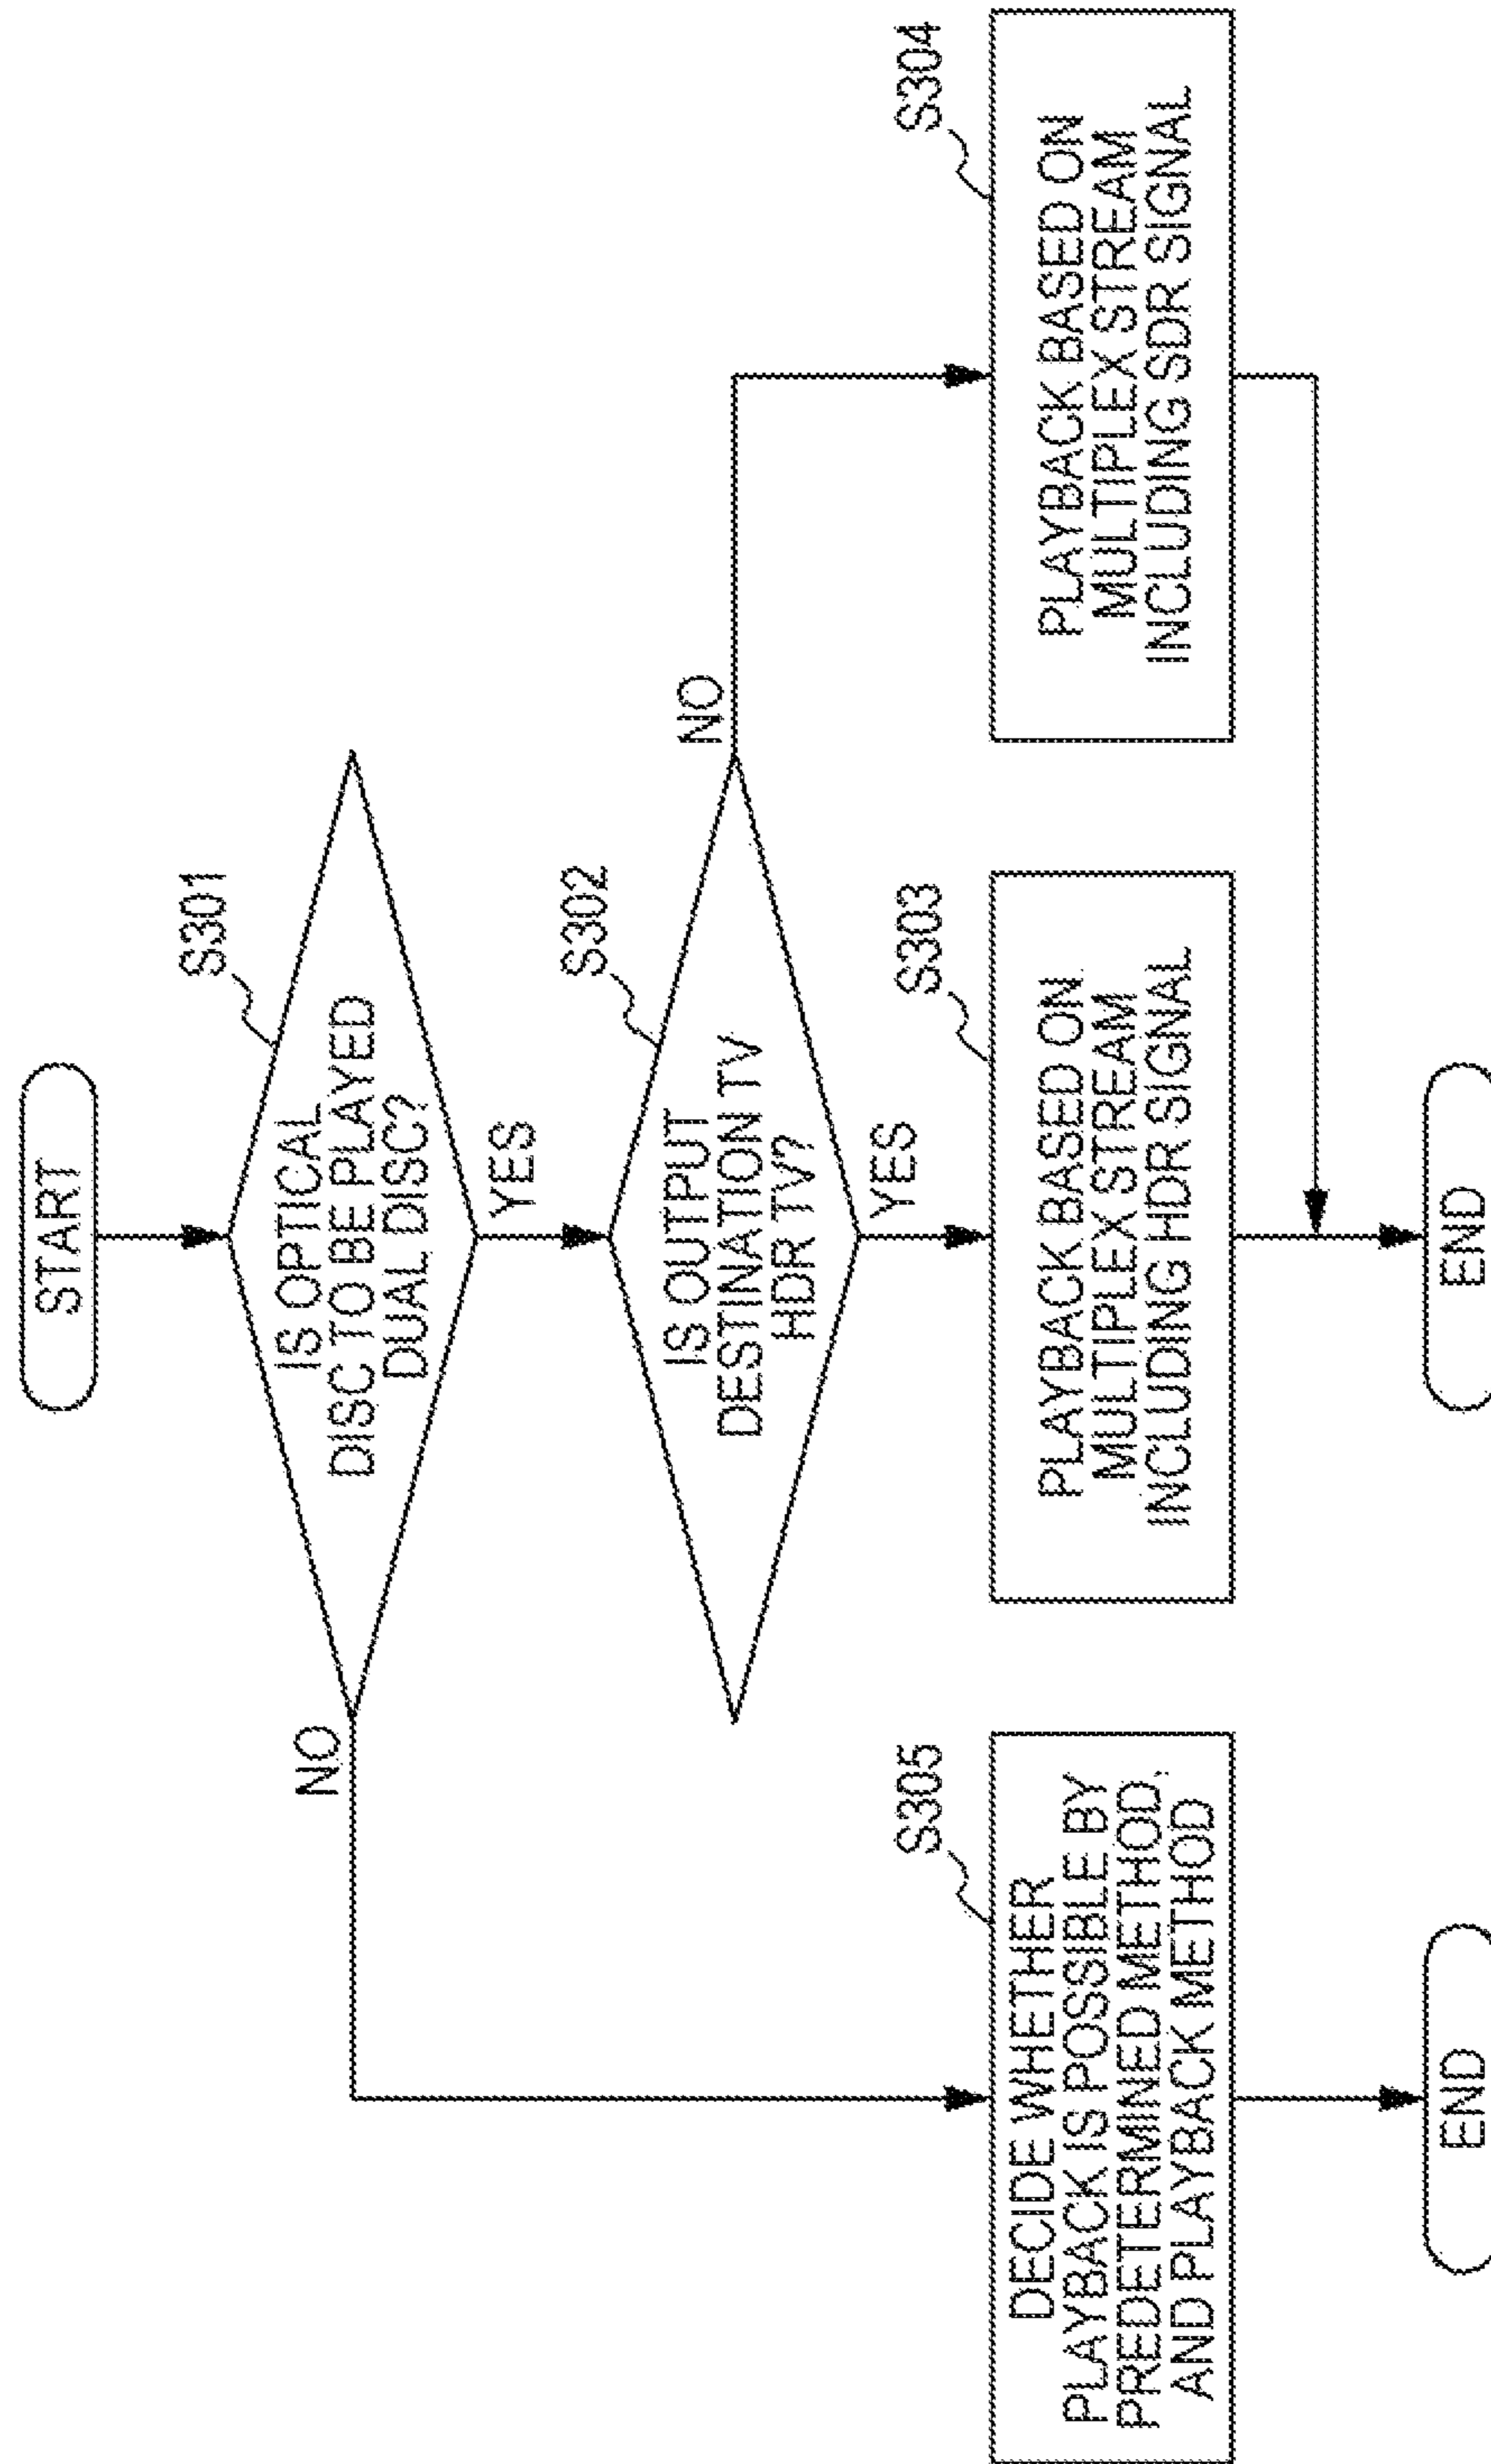 START
S301
IS OPTICAL
DISC TO BE PLAYED
DUAL DISC?
NO
YES
S302
IS OUTPUT
DESTINATION TV
HDR TV?
NO
YES
S305
DECIDE WHETHER
PLAYBACK IS POSSIBLE BY
PREDETERMINED METHOD,
AND PLAYBACK METHOD
S303
PLAYBACK BASED ON
MULTIPLEX STREAM
INCLUDING HDR SIGNAL
S304
PLAYBACK BASED ON
MULTIPLEX STREAM
INCLUDING SDR SIGNAL
END
END